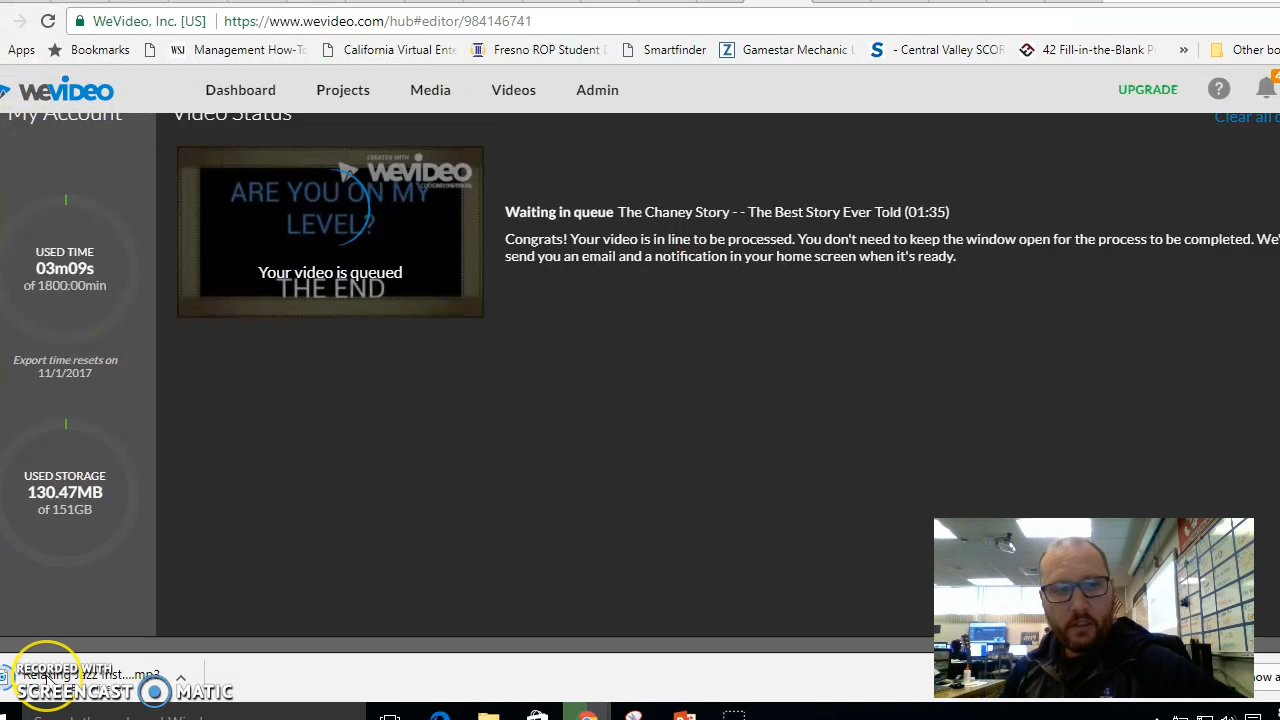 WeVideo, Inc. [US] https://www.wevideo.com/hub#editor/984146741
Apps Bookmarks Management How-To California Virtual Ente Fresno ROP Student D Smartfinder Gamestar Mechanic L - Central Valley SCOR 42 Fill-in-the-Blank P » Other bo
WEVIDEO Dashboard Projects Media Videos Admin UPGRADE ? 4
My Account Video Status Clear all c
CREATED WITH
WEVIDEO
ARE YOU ON MY
LEVEL?
Your video is queued
THE END
Waiting in queue The Chaney Story - - The Best Story Ever Told (01:35)
Congrats! Your video is in line to be processed. You don't need to keep the window open for the process to be completed. We'
send you an email and a notification in your home screen when it's ready.
USED TIME
03m09s
of 1800:00min
Export time resets on
11/1/2017
USED STORAGE
130.47MB
of 151GB
Relaxing Jazz Inst....mp3
RECORDED WITH
SCREENCAST MATIC
how a